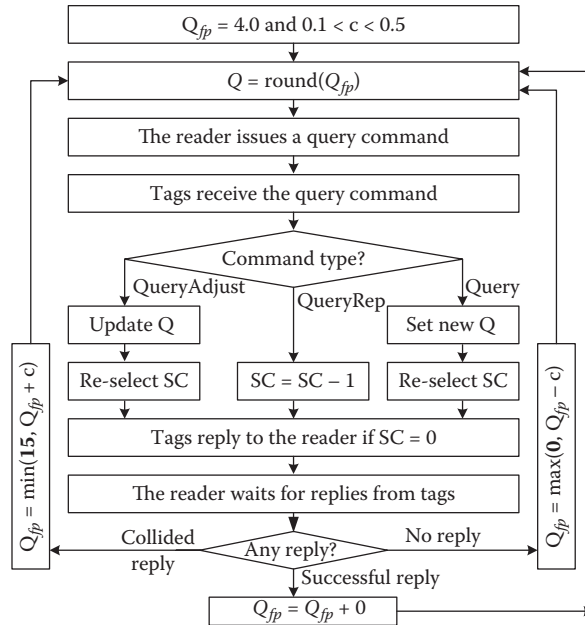 Q_fp = 4.0 and 0.1 < c < 0.5
Q = round(Q_fp)
The reader issues a query command
Tags receive the query command
Command type?
QueryAdjust
QueryRep
Query
Update Q
Set new Q
Re-select SC
SC = SC – 1
Re-select SC
Tags reply to the reader if SC = 0
The reader waits for replies from tags
Any reply?
Collided
reply
No reply
Successful reply
Q_fp = Q_fp + 0
Q_fp = min(15, Q_fp + c)
Q_fp = max(0, Q_fp – c)